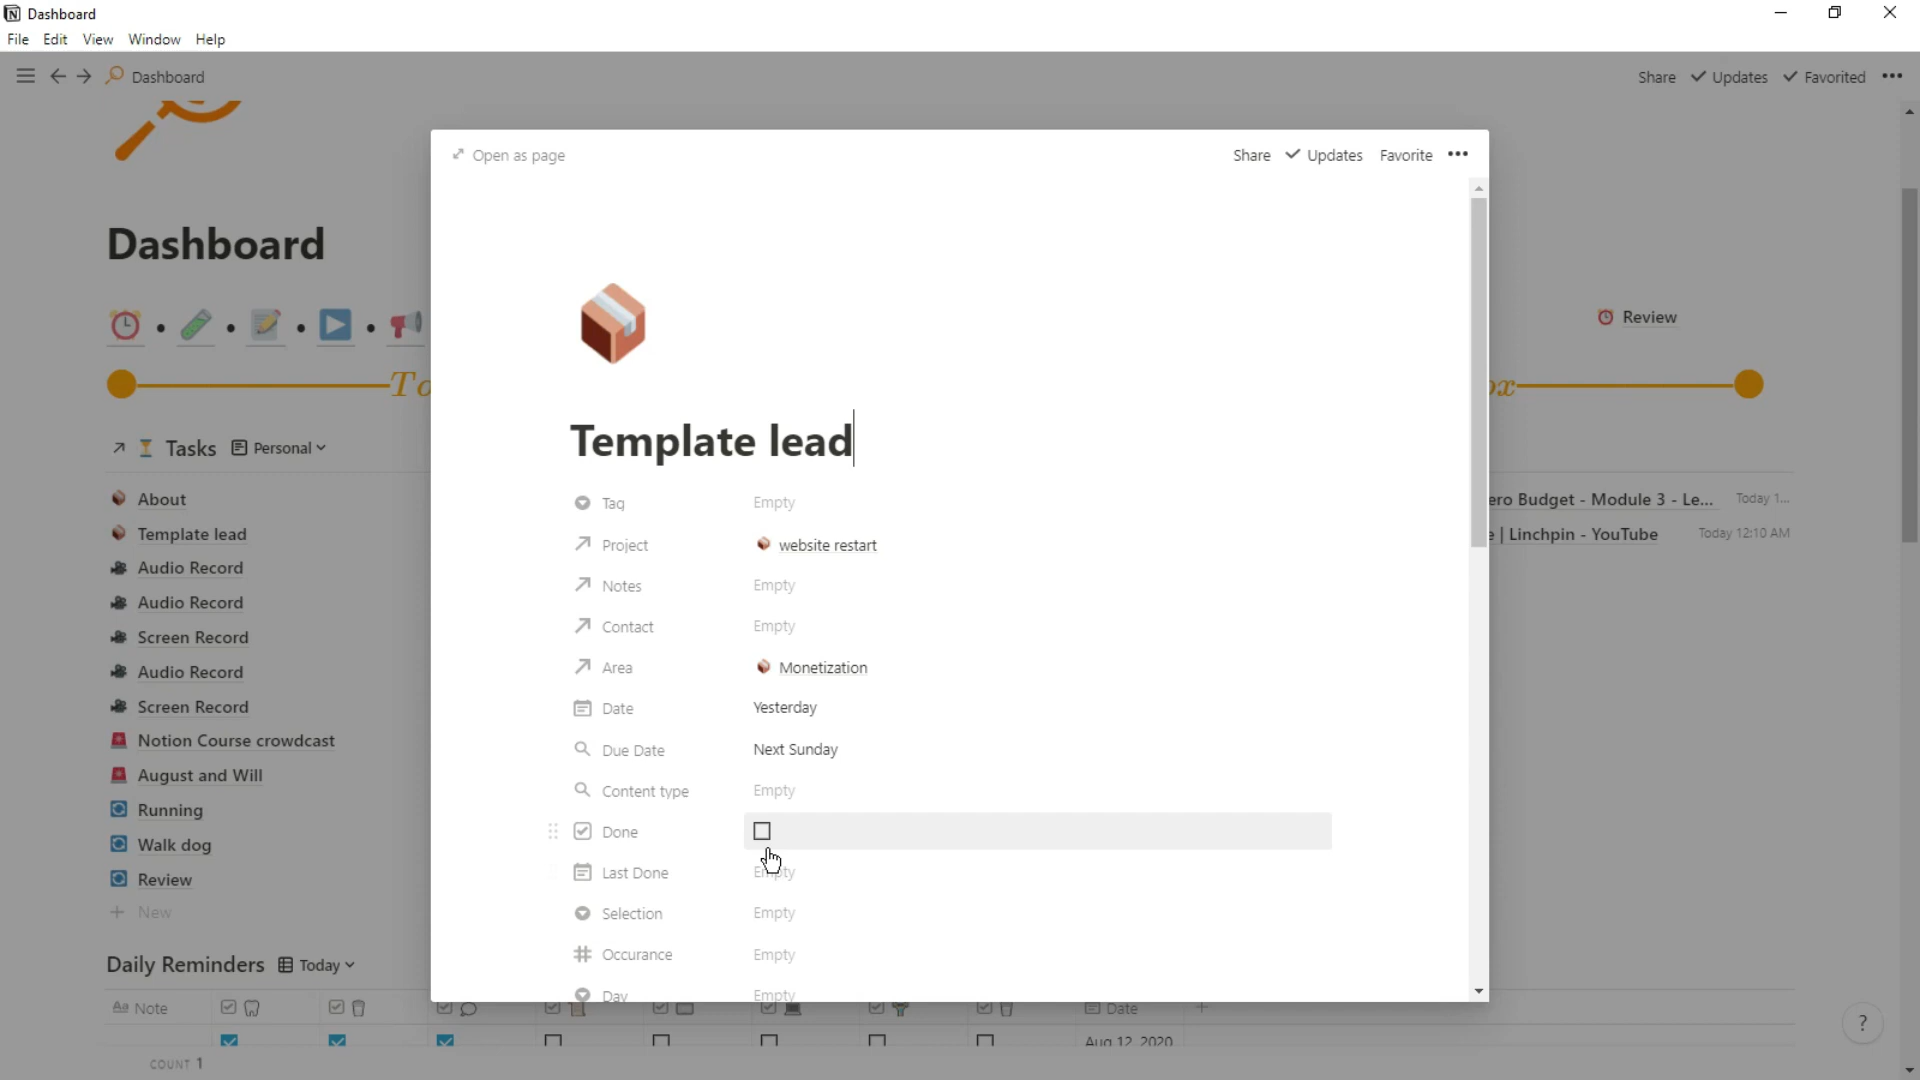 Dashboard
File Edit View Window Help
Dashboard
Share Updates Favorited
Open as page
Share Updates Favorite
Dashboard
Review
Template lead
Tasks Personal
About
Template lead
Audio Record
Audio Record
Screen Record
Audio Record
Screen Record
Notion Course crowdcast
August and Will
Running
Walk dog
Review
+ New
Tag Empty
Project website restart
Notes Empty
Contact Empty
Area Monetization
Date Yesterday
Due Date Next Sunday
Content type Empty
Done
Last Done Empty
Selection Empty
Occurance Empty
Day Empty
ero Budget - Module 3 - Le... Today 1...
| Linchpin - YouTube Today 12:10 AM
Daily Reminders Today
Aa Note Date +
Aug 12, 2020
COUNT 1
?